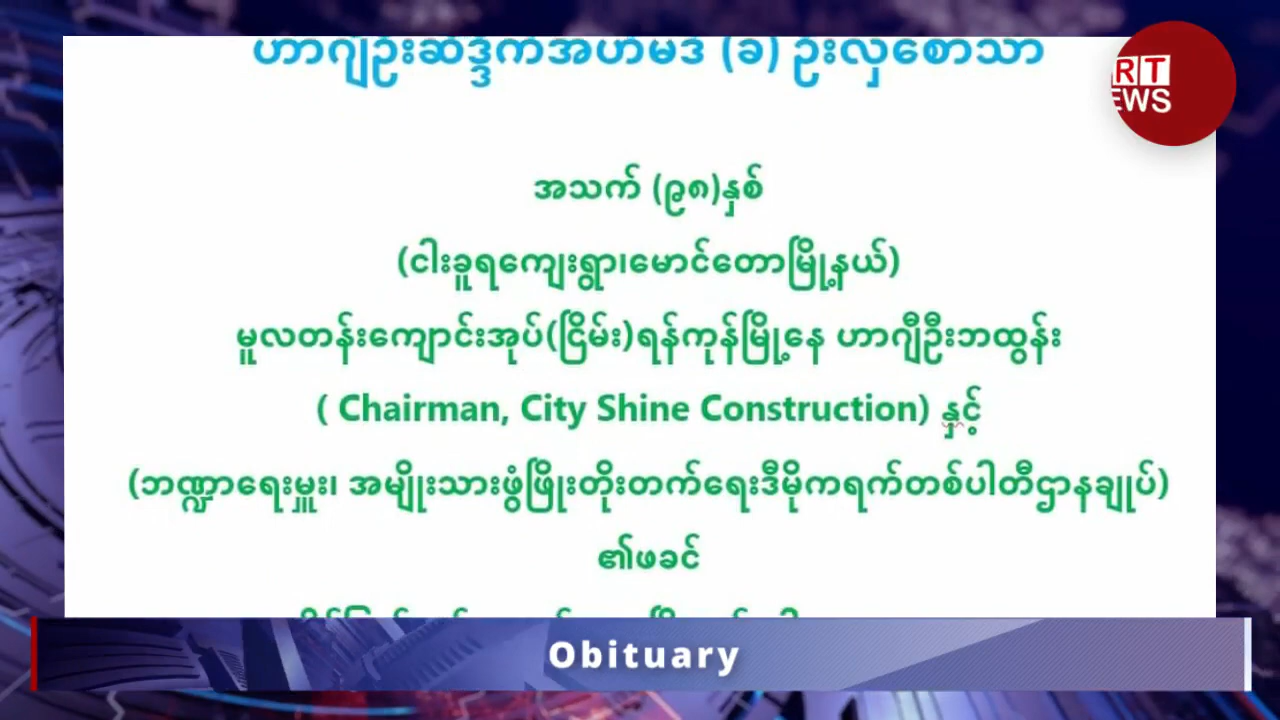 ဟာဂျီဦးဆဒ္ဒိကအဟာမဒ် (ခ) ဦးလှစောသာ
အသက် (၉၈)နှစ်
(ငါးခူရကျေးရွာ၊မောင်တောမြို့နယ်)
မူလတန်းကျောင်းအုပ်(ငြိမ်း)ရန်ကုန်မြို့နေ ဟာဂျီဦးဘထွန်း
( Chairman, City Shine Construction) နှင့်
(ဘဏ္ဍာရေးမှူး၊ အမျိုးသားဖွံဖြိုးတိုးတက်ရေးဒီမိုကရက်တစ်ပါတီဌာနချုပ်)
၏ဖခင်
RT
EWS
Obituary